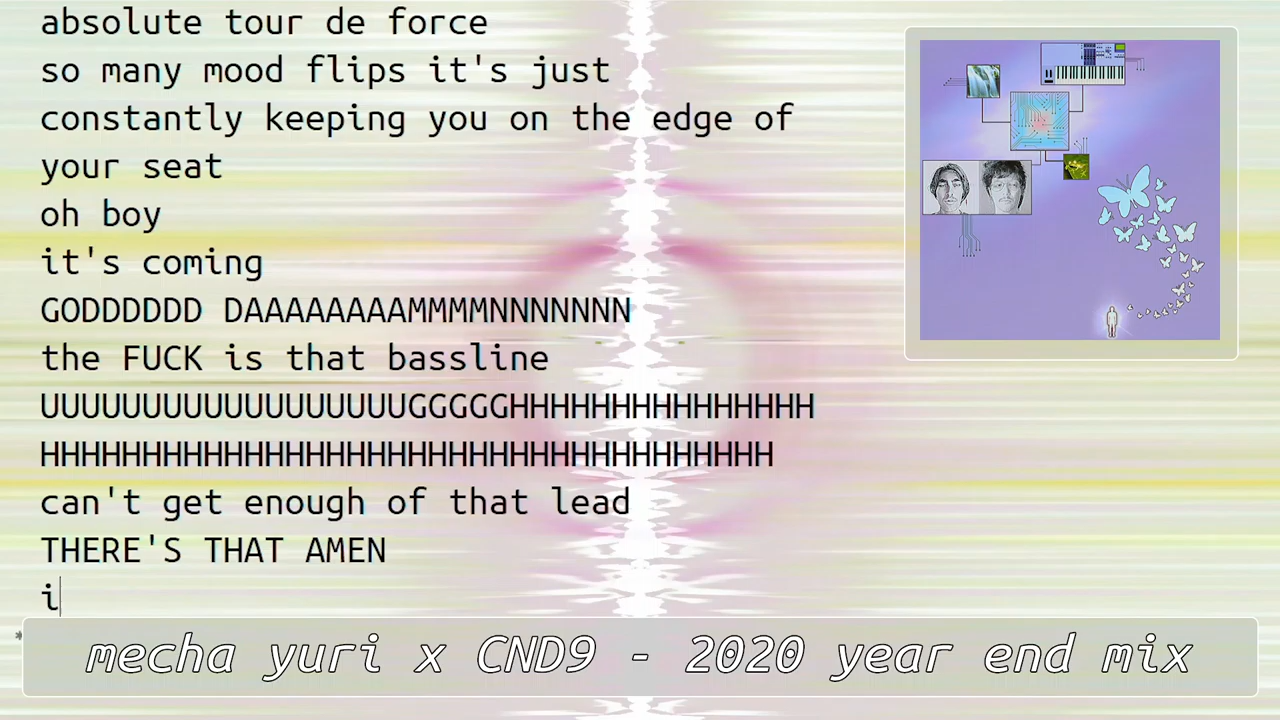 absolute tour de force
so many mood flips it's just
constantly keeping you on the edge of
your seat
oh boy
it's coming
GODDDDDD DAAAAAAAAMMMMNNNNNNN
the FUCK is that bassline
UUUUUUUUUUUUUUUUUUGGGGGHHHHHHHHHHHHHHH
HHHHHHHHHHHHHHHHHHHHHHHHHHHHHHHHHHHH
can't get enough of that lead
THERE'S THAT AMEN
i
*
mecha yuri x CND9 - 2020 year end mix